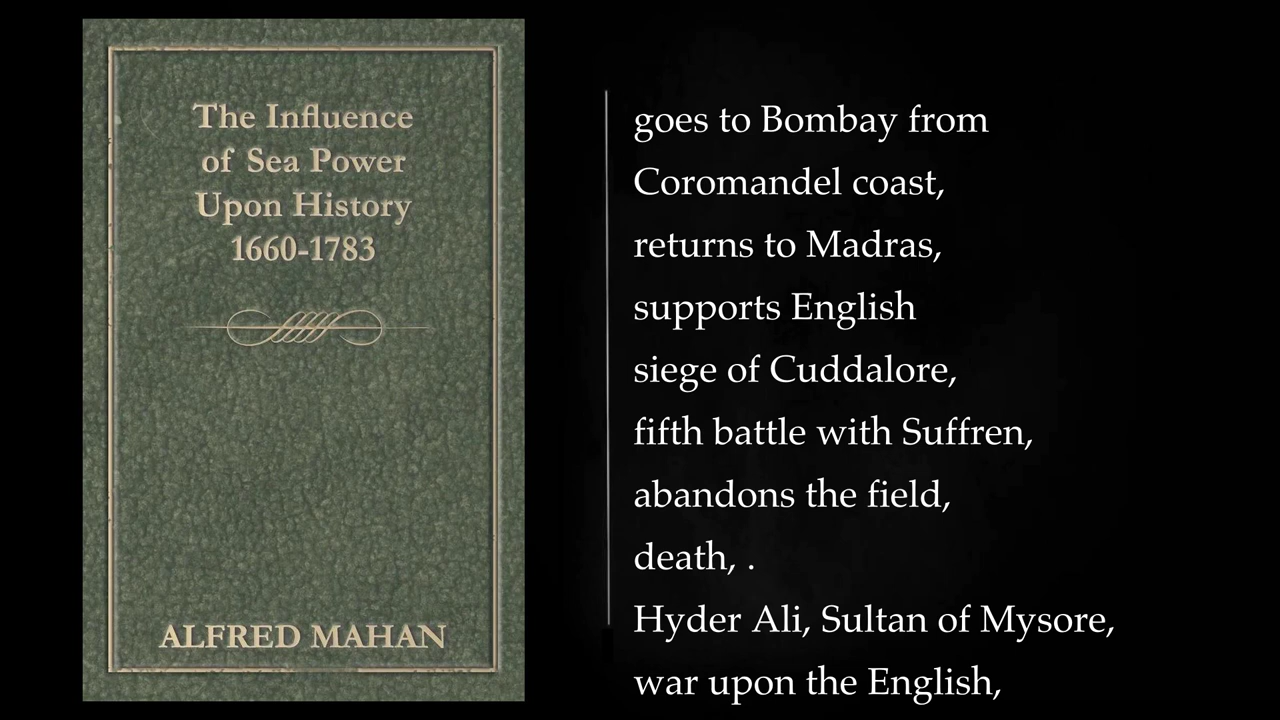 The Influence
of Sea Power
Upon History
1660-1783
ALFRED MAHAN
goes to Bombay from
Coromandel coast,
returns to Madras,
supports English
siege of Cuddalore,
fifth battle with Suffren,
abandons the field,
death, .
Hyder Ali, Sultan of Mysore,
war upon the English,